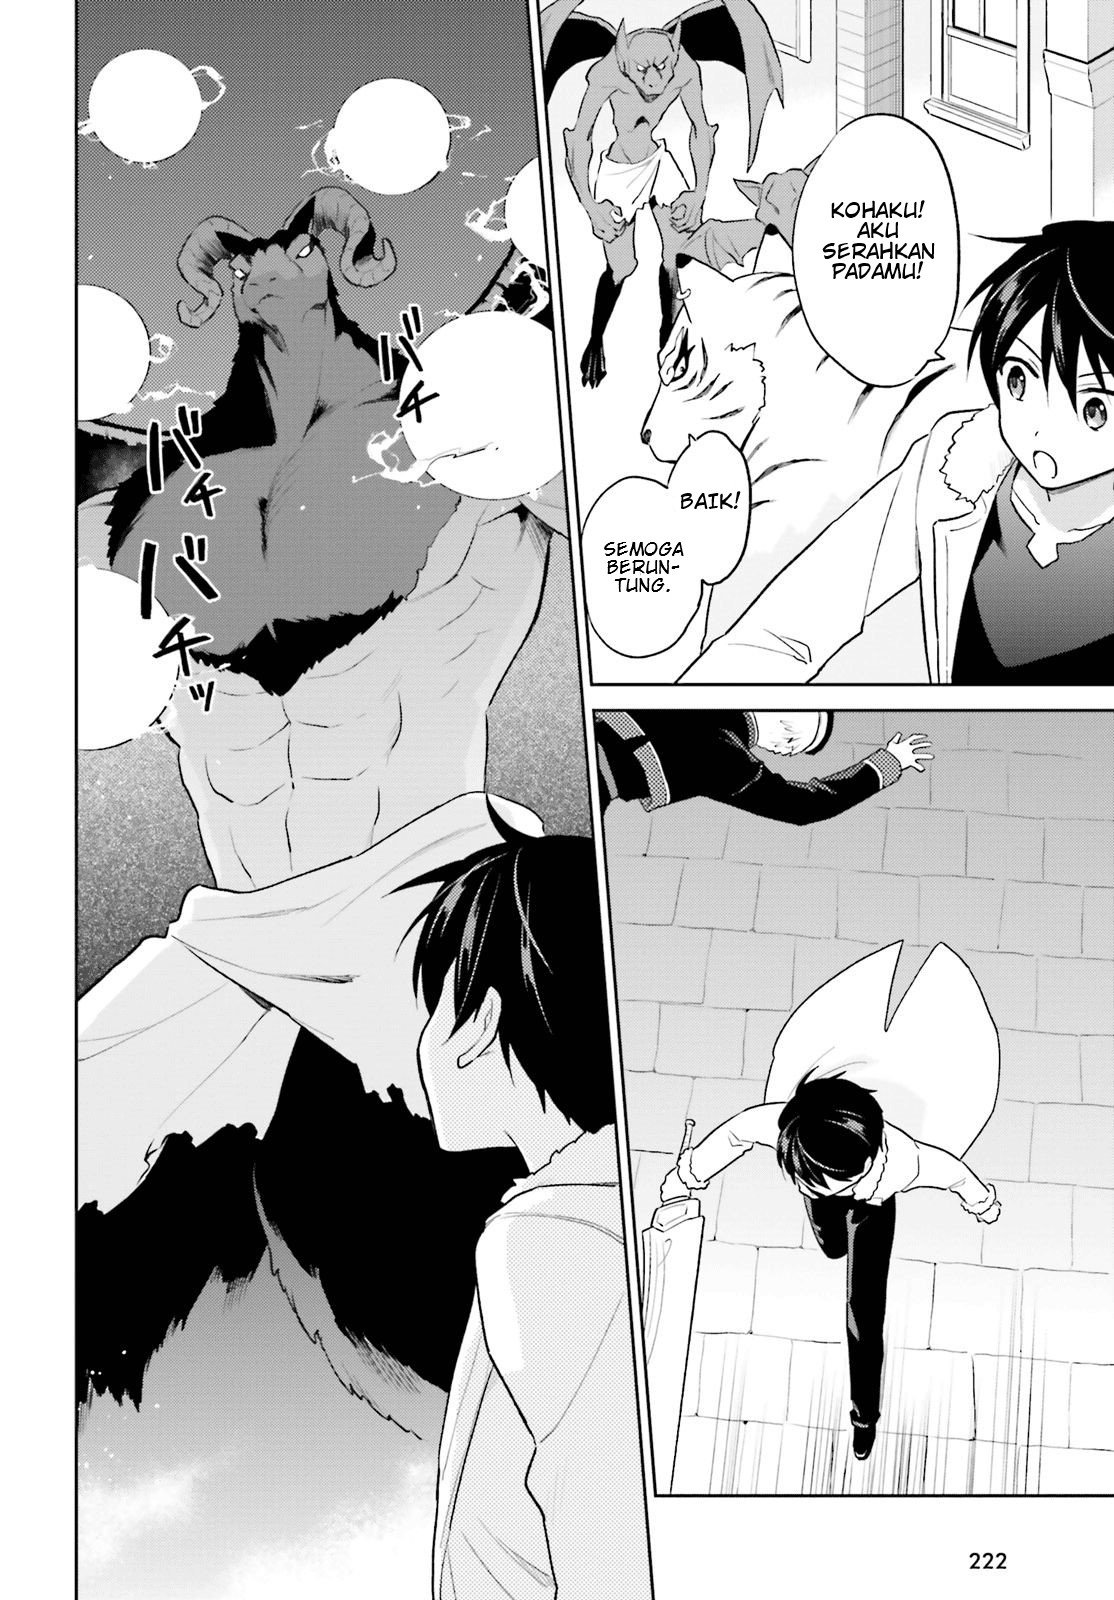 KOHAKU!
AKU
SERAHKAN
PADAMU!
BAIK!
SEMOGA
BERUN-
TUNG.
バチ
バチ
バチッ
222